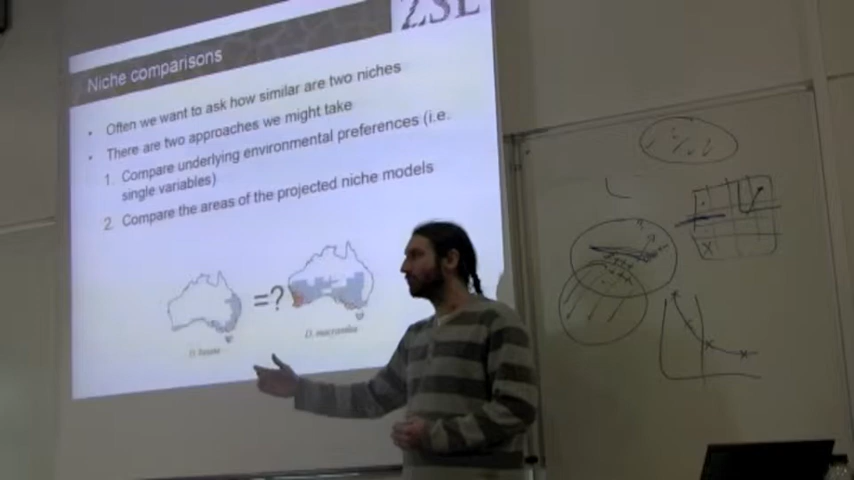 ZSL
Niche comparisons
• Often we want to ask how similar are two niches
• There are two approaches we might take
1. Compare underlying environmental preferences (i.e.
single variables)
2. Compare the areas of the projected niche models
=?